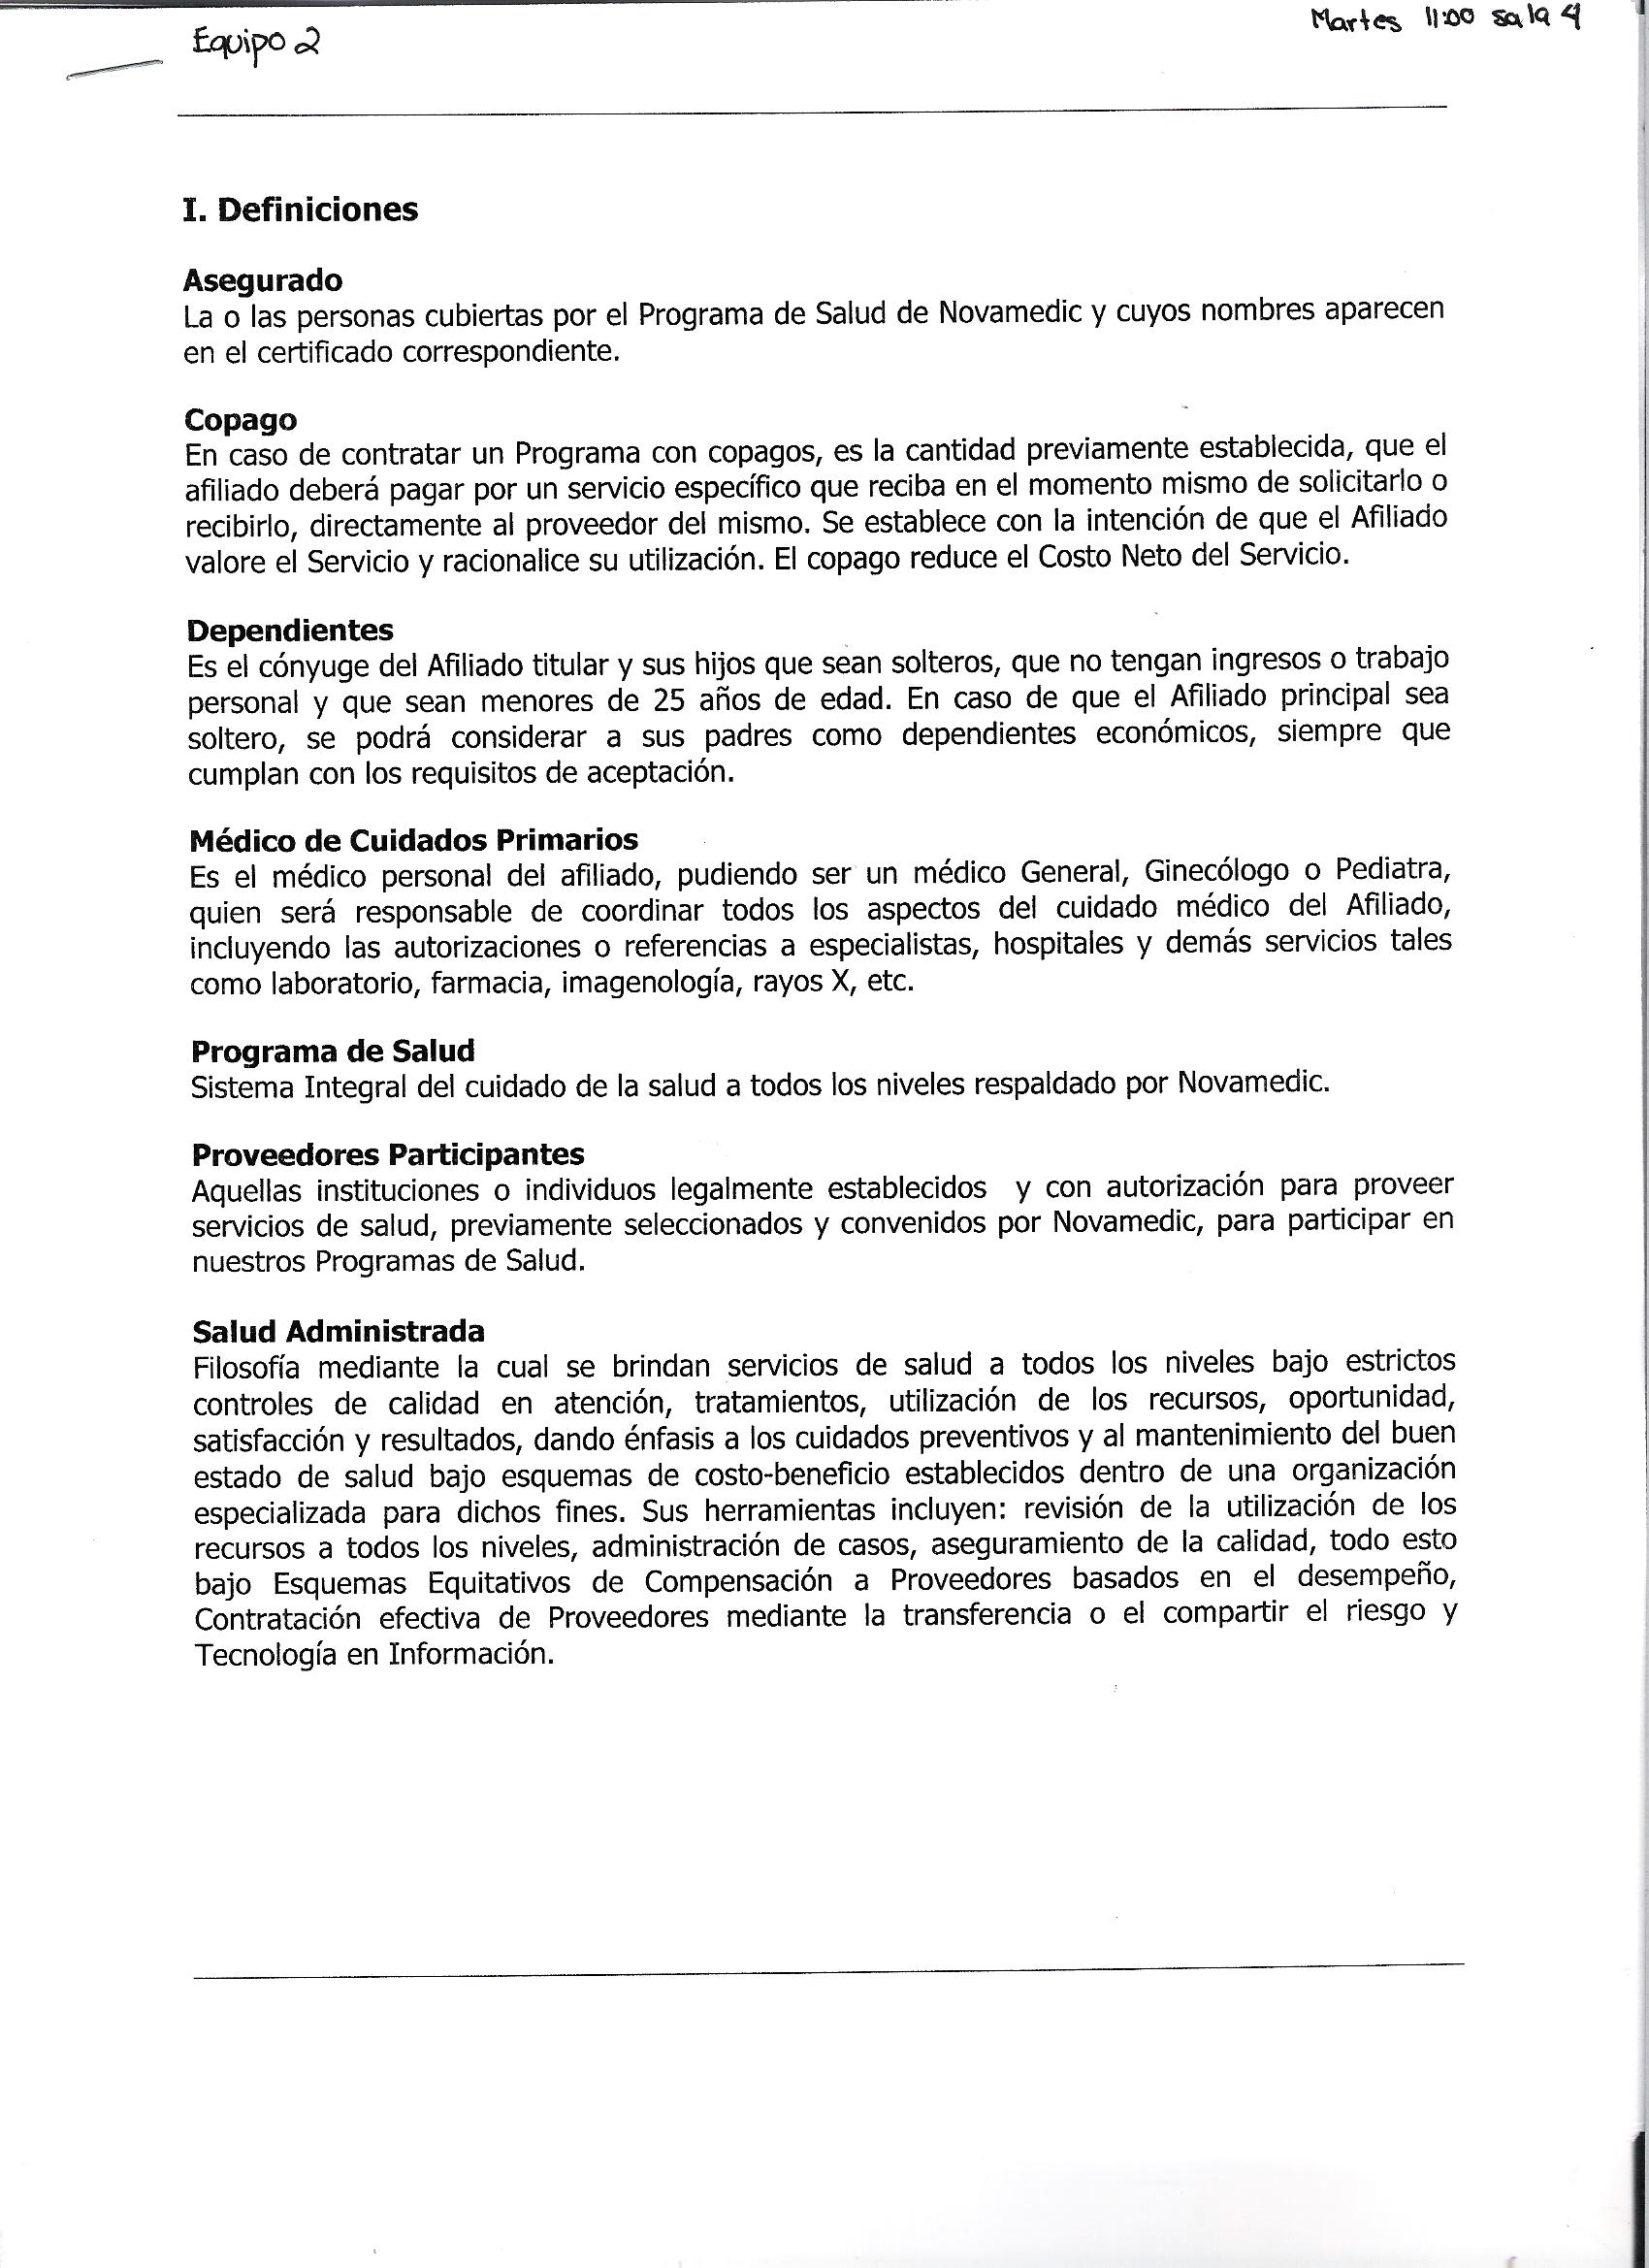 Martes 11:00 sala 4
Equipo 2
I. Definiciones
Asegurado
La o las personas cubiertas por el Programa de Salud de Novamedic y cuyos nombres aparecen
en el certificado correspondiente.
Copago
En caso de contratar un Programa con copagos, es la cantidad previamente establecida, que el
afiliado deberá pagar por un servicio específico que reciba en el momento mismo de solicitarlo o
recibirlo, directamente al proveedor del mismo. Se establece con la intención de que el Afiliado
valore el Servicio y racionalice su utilización. El copago reduce el Costo Neto del Servicio.
Dependientes
Es el cónyuge del Afiliado titular y sus hijos que sean solteros, que no tengan ingresos o trabajo
personal y que sean menores de 25 años de edad. En caso de que el Afiliado principal sea
soltero, se podrá considerar a sus padres como dependientes económicos, siempre que
cumplan con los requisitos de aceptación.
Médico de Cuidados Primarios
Es el médico personal del afiliado, pudiendo ser un médico General, Ginecólogo o Pediatra,
quien será responsable de coordinar todos los aspectos del cuidado médico del Afiliado,
incluyendo las autorizaciones o referencias a especialistas, hospitales y demás servicios tales
como laboratorio, farmacia, imagenología, rayos X, etc.
Programa de Salud
Sistema Integral del cuidado de la salud a todos los niveles respaldado por Novamedic.
Proveedores Participantes
Aquellas instituciones o individuos legalmente establecidos y con autorización para proveer
servicios de salud, previamente seleccionados y convenidos por Novamedic, para participar en
nuestros Programas de Salud.
Salud Administrada
Filosofía mediante la cual se brindan servicios de salud a todos los niveles bajo estrictos
controles de calidad en atención, tratamientos, utilización de los recursos, oportunidad,
satisfacción y resultados, dando énfasis a los cuidados preventivos y al mantenimiento del buen
estado de salud bajo esquemas de costo-beneficio establecidos dentro de una organización
especializada para dichos fines. Sus herramientas incluyen: revisión de la utilización de los
recursos a todos los niveles, administración de casos, aseguramiento de la calidad, todo esto
bajo Esquemas Equitativos de Compensación a Proveedores basados en el desempeño,
Contratación efectiva de Proveedores mediante la transferencia o el compartir el riesgo y
Tecnología en Información.